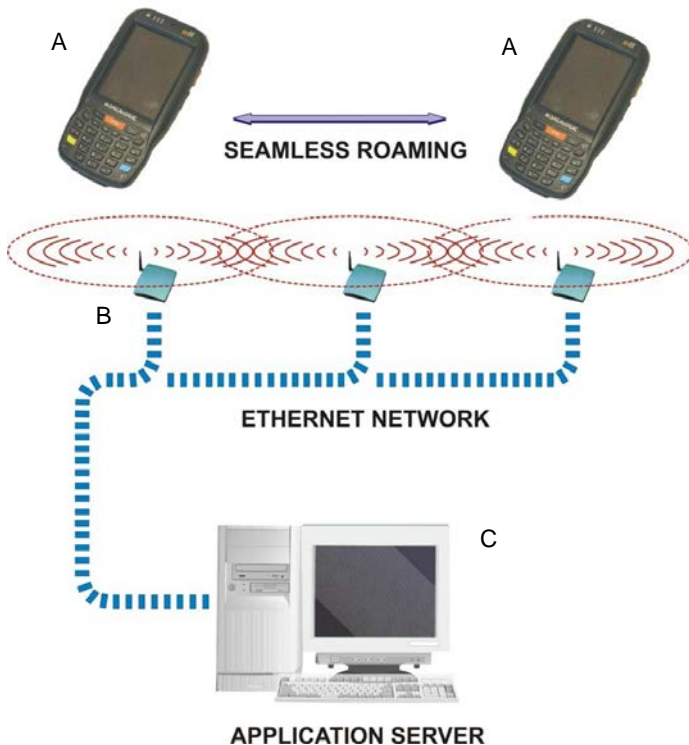 A
A
SEAMLESS ROAMING
B
ETHERNET NETWORK
C
APPLICATION SERVER